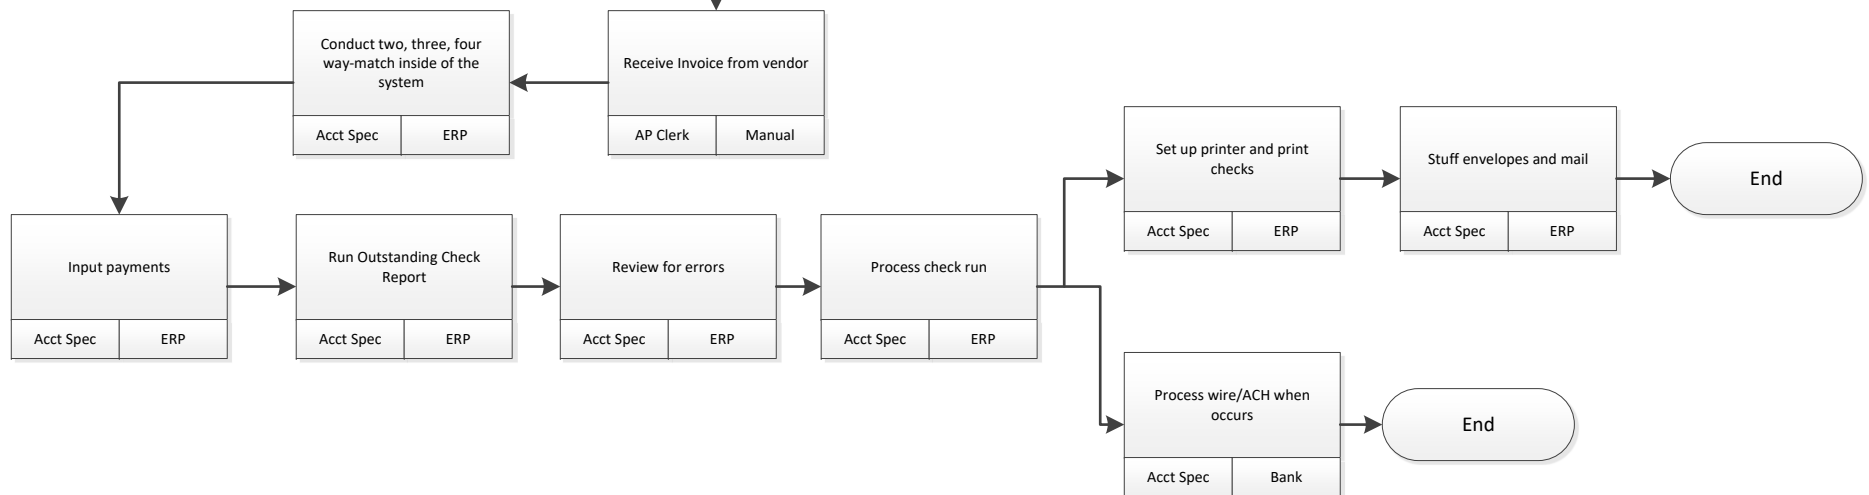 Conduct two, three, four
way-match inside of the
system
Acct Spec
ERP
Receive Invoice from vendor
AP Clerk
Manual
Set up printer and print
checks
Acct Spec
ERP
Stuff envelopes and mail
Acct Spec
ERP
End
Input payments
Acct Spec
ERP
Run Outstanding Check
Report
Acct Spec
ERP
Review for errors
Acct Spec
ERP
Process check run
Acct Spec
ERP
Process wire/ACH when
occurs
Acct Spec
Bank
End